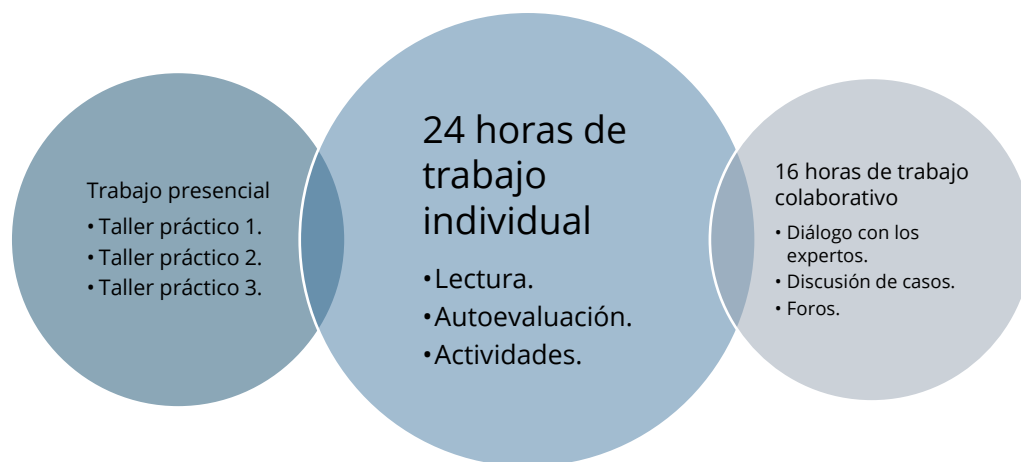 Trabajo presencial
• Taller práctico 1.
• Taller práctico 2.
• Taller práctico 3.
24 horas de
trabajo
individual
• Lectura.
• Autoevaluación.
• Actividades.
16 horas de trabajo
colaborativo
• Diálogo con los
expertos.
• Discusión de casos.
• Foros.